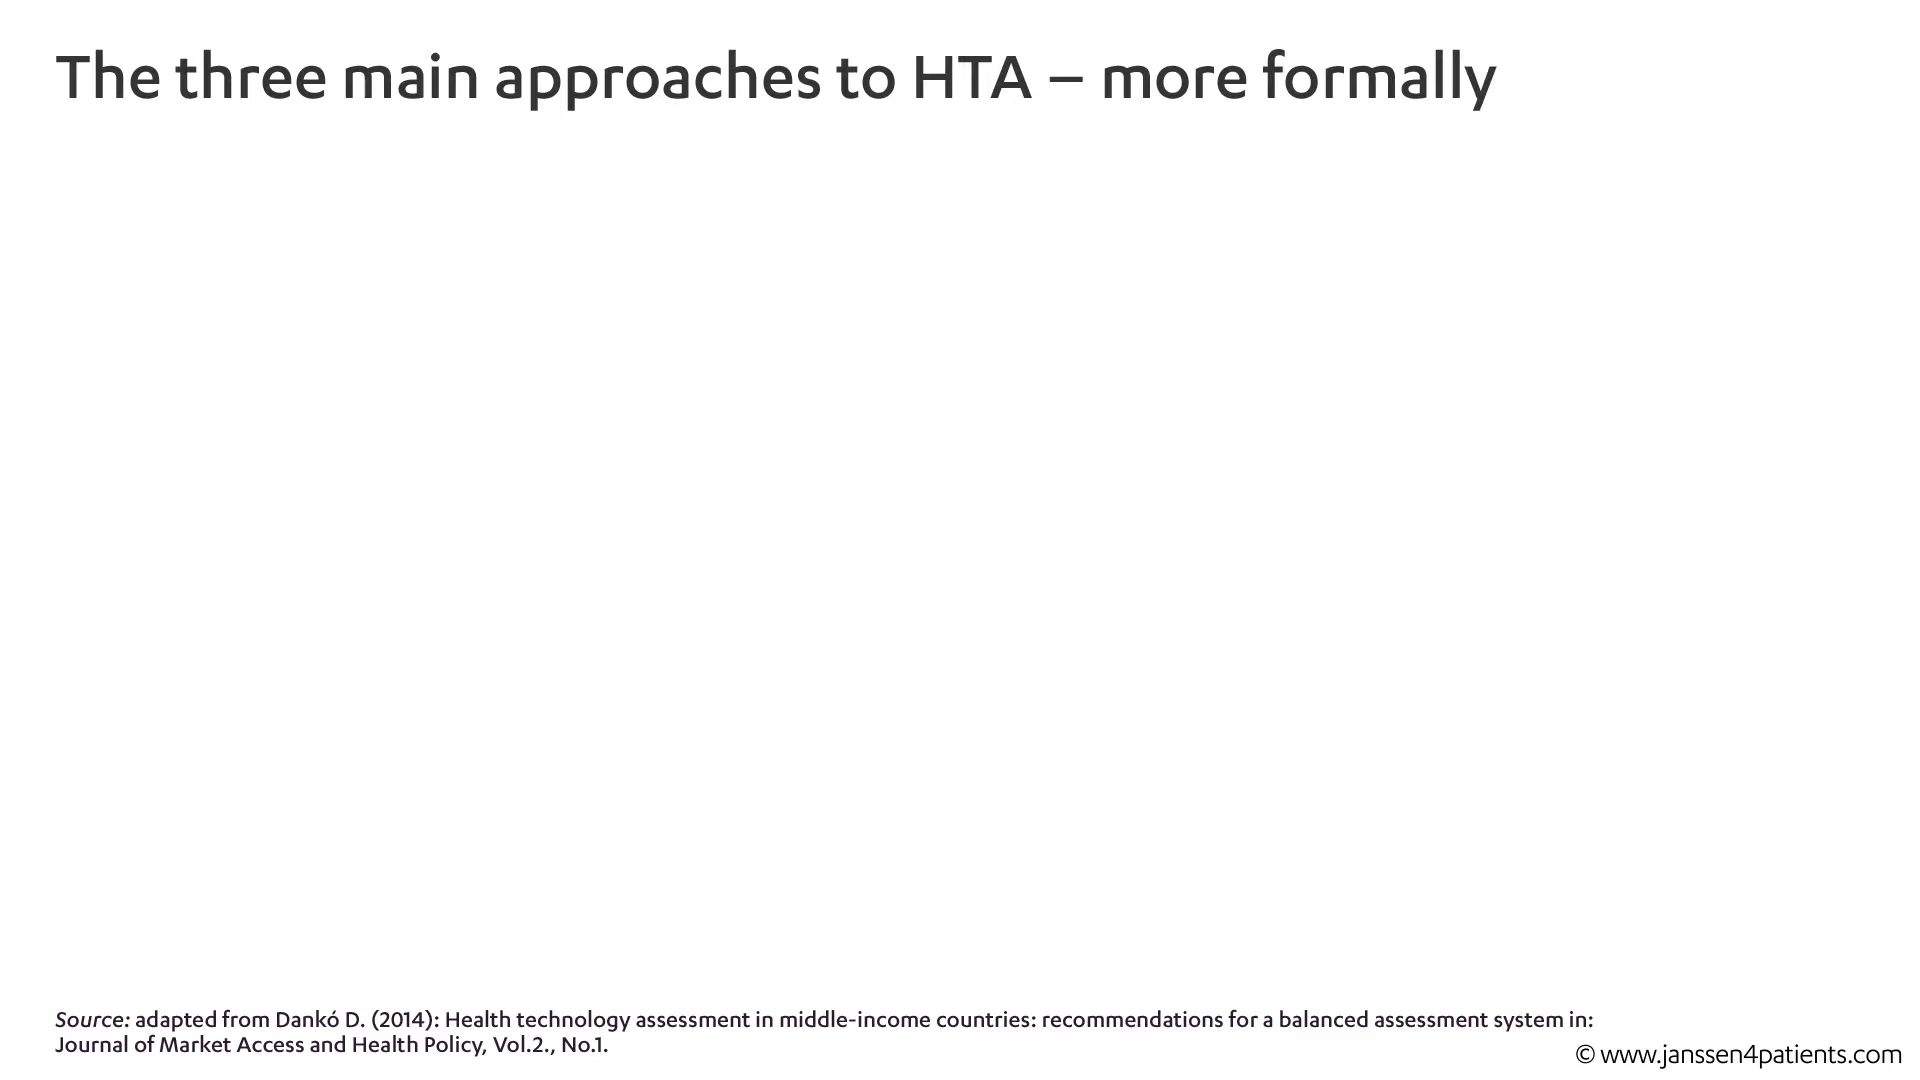 The three main approaches to HTA – more formally
Source: adapted from Dankó D. (2014): Health technology assessment in middle-income countries: recommendations for a balanced assessment system in:
Journal of Market Access and Health Policy, Vol.2., No.1.
© www.janssen4patients.com